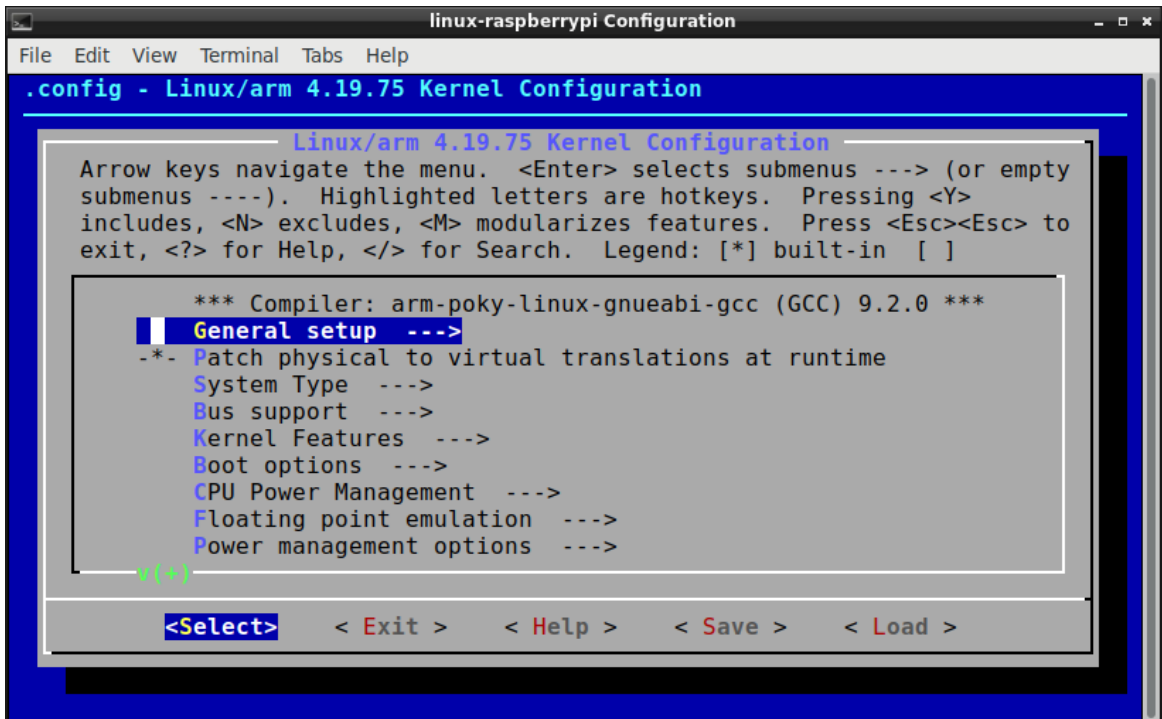 linux-raspberrypi Configuration
File Edit View Terminal Tabs Help
.config - Linux/arm 4.19.75 Kernel Configuration
Linux/arm 4.19.75 Kernel Configuration
Arrow keys navigate the menu.  <Enter> selects submenus ---> (or empty
submenus ----).  Highlighted letters are hotkeys.  Pressing <Y>
includes, <N> excludes, <M> modularizes features.  Press <Esc><Esc> to
exit, <?> for Help, </> for Search.  Legend: [*] built-in  [ ]
*** Compiler: arm-poky-linux-gnueabi-gcc (GCC) 9.2.0 ***
General setup  --->
-*- Patch physical to virtual translations at runtime
System Type  --->
Bus support  --->
Kernel Features  --->
Boot options  --->
CPU Power Management  --->
Floating point emulation  --->
Power management options  --->
v(+)
<Select>    < Exit >    < Help >    < Save >    < Load >